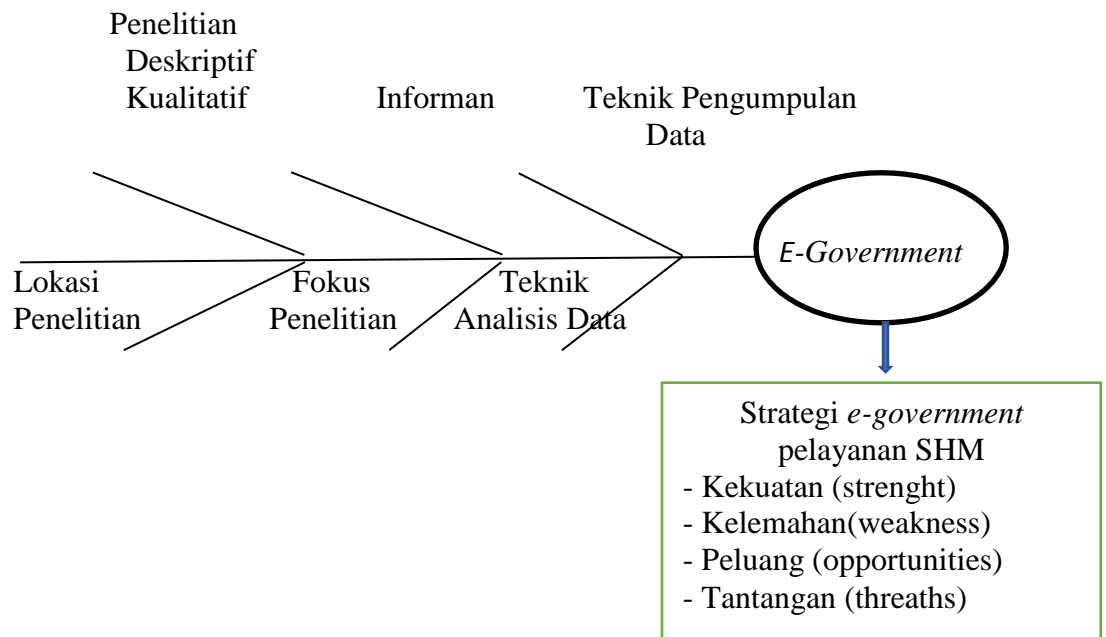 Penelitian
Deskriptif
Kualitatif
Informan
Teknik Pengumpulan
Data
E-Government
Lokasi
Penelitian
Fokus
Penelitian
Teknik
Analisis Data
Strategi e-government
pelayanan SHM
- Kekuatan (strenght)
- Kelemahan(weakness)
- Peluang (opportunities)
- Tantangan (threaths)